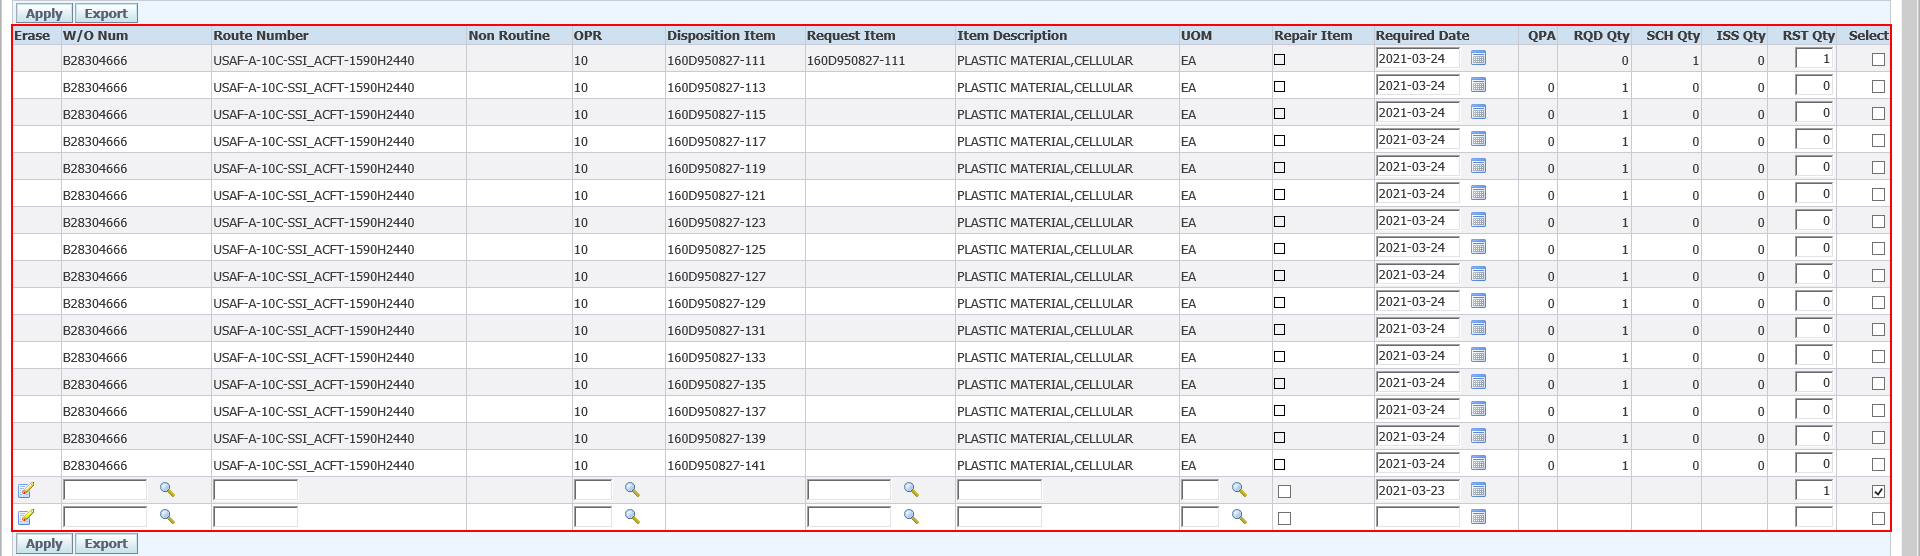 Apply Export
Erase W/O Num Route Number Non Routine OPR Disposition Item Request Item Item Description UOM Repair Item Required Date QPA RQD Qty SCH Qty ISS Qty RST Qty Select
B28304666 USAF-A-10C-SSI_ACFT-1590H2440 10 160D950827-111 160D950827-111 PLASTIC MATERIAL,CELLULAR EA 2021-03-24 0 1 0 1
B28304666 USAF-A-10C-SSI_ACFT-1590H2440 10 160D950827-113 PLASTIC MATERIAL,CELLULAR EA 2021-03-24 0 1 0 0 0
B28304666 USAF-A-10C-SSI_ACFT-1590H2440 10 160D950827-115 PLASTIC MATERIAL,CELLULAR EA 2021-03-24 0 1 0 0 0
B28304666 USAF-A-10C-SSI_ACFT-1590H2440 10 160D950827-117 PLASTIC MATERIAL,CELLULAR EA 2021-03-24 0 1 0 0 0
B28304666 USAF-A-10C-SSI_ACFT-1590H2440 10 160D950827-119 PLASTIC MATERIAL,CELLULAR EA 2021-03-24 0 1 0 0 0
B28304666 USAF-A-10C-SSI_ACFT-1590H2440 10 160D950827-121 PLASTIC MATERIAL,CELLULAR EA 2021-03-24 0 1 0 0 0
B28304666 USAF-A-10C-SSI_ACFT-1590H2440 10 160D950827-123 PLASTIC MATERIAL,CELLULAR EA 2021-03-24 0 1 0 0 0
B28304666 USAF-A-10C-SSI_ACFT-1590H2440 10 160D950827-125 PLASTIC MATERIAL,CELLULAR EA 2021-03-24 0 1 0 0 0
B28304666 USAF-A-10C-SSI_ACFT-1590H2440 10 160D950827-127 PLASTIC MATERIAL,CELLULAR EA 2021-03-24 0 1 0 0 0
B28304666 USAF-A-10C-SSI_ACFT-1590H2440 10 160D950827-129 PLASTIC MATERIAL,CELLULAR EA 2021-03-24 0 1 0 0 0
B28304666 USAF-A-10C-SSI_ACFT-1590H2440 10 160D950827-131 PLASTIC MATERIAL,CELLULAR EA 2021-03-24 0 1 0 0 0
B28304666 USAF-A-10C-SSI_ACFT-1590H2440 10 160D950827-133 PLASTIC MATERIAL,CELLULAR EA 2021-03-24 0 1 0 0 0
B28304666 USAF-A-10C-SSI_ACFT-1590H2440 10 160D950827-135 PLASTIC MATERIAL,CELLULAR EA 2021-03-24 0 1 0 0 0
B28304666 USAF-A-10C-SSI_ACFT-1590H2440 10 160D950827-137 PLASTIC MATERIAL,CELLULAR EA 2021-03-24 0 1 0 0 0
B28304666 USAF-A-10C-SSI_ACFT-1590H2440 10 160D950827-139 PLASTIC MATERIAL,CELLULAR EA 2021-03-24 0 1 0 0 0
B28304666 USAF-A-10C-SSI_ACFT-1590H2440 10 160D950827-141 PLASTIC MATERIAL,CELLULAR EA 2021-03-24 0 1 0 0 0
2021-03-23 1
Apply Export